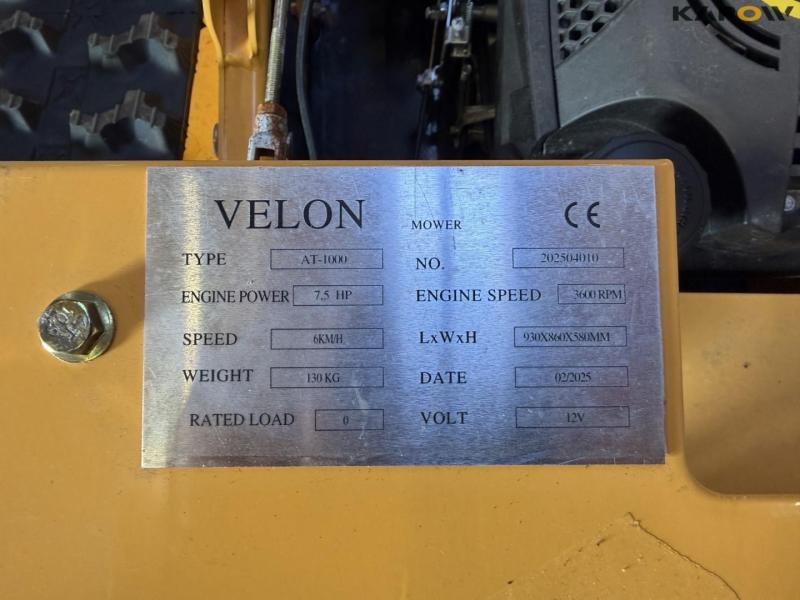 KLAPOW
VELON MOWER CE
TYPE AT-1000 NO. 202504010
ENGINE POWER 7,5 HP ENGINE SPEED 3600 RPM
SPEED 6KM/H LxWxH 930X860X580MM
WEIGHT 130 KG DATE 02/2025
RATED LOAD 0 VOLT 12V